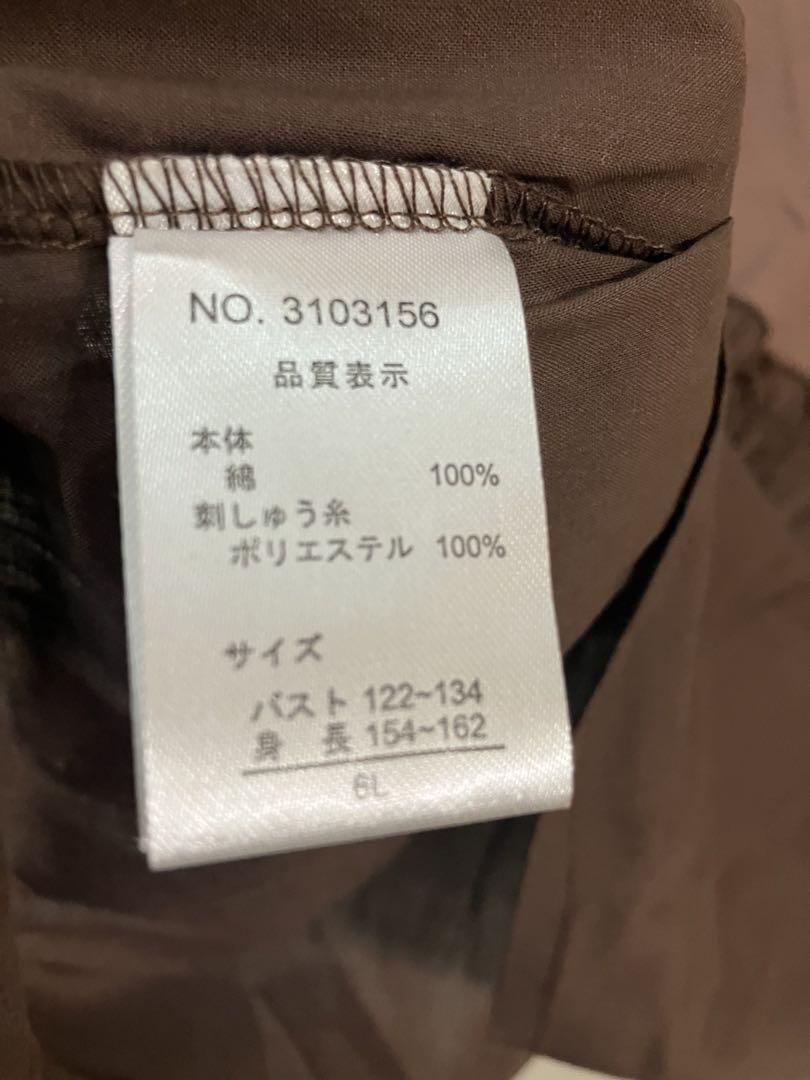 NO. 3103156
品質表示
本体
綿 100%
刺しゅう糸
ポリエステル 100%
サイズ
バスト 122~134
身 長 154~162
6L